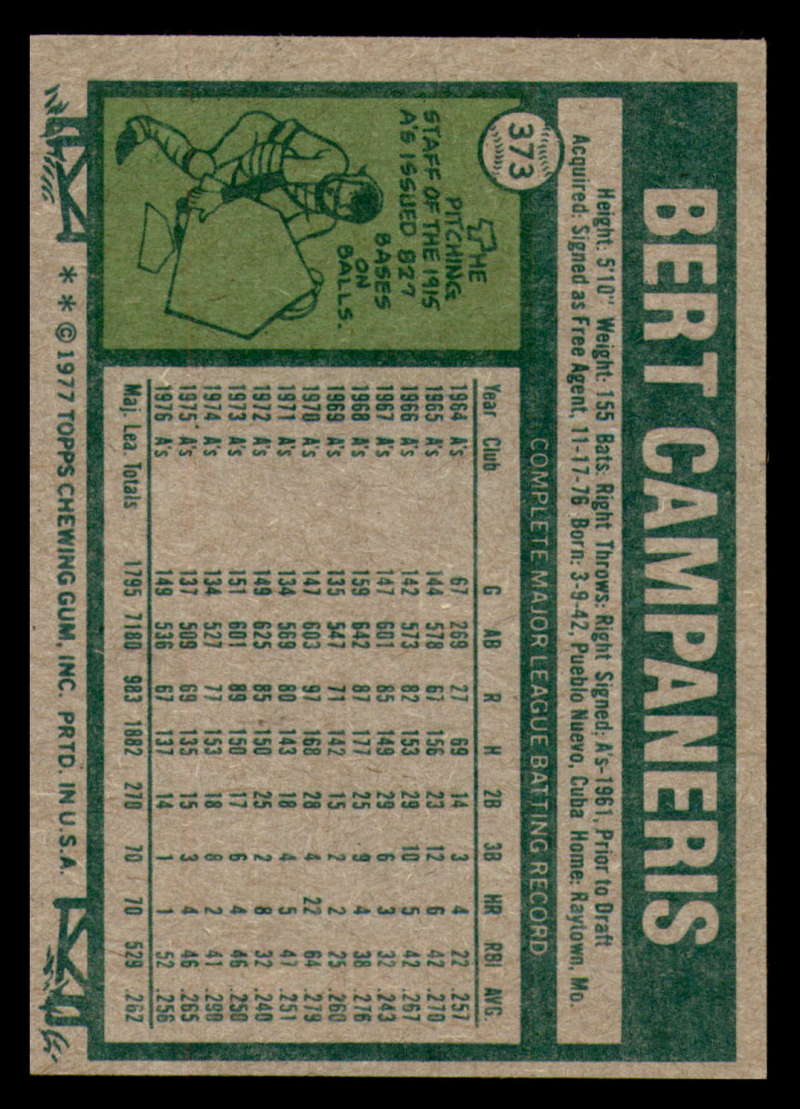 BERT CAMPANERIS
Height: 5'10" Weight: 155 Bats: Right Throws: Right Signed: A's-1961, Prior to Draft
Acquired: Signed as Free Agent, 11-17-76 Born: 3-9-42, Pueblo Nuevo, Cuba Home: Raytown, Mo.
373
THE
PITCHING
STAFF OF THE 1915
A'S ISSUED 827
BASES
ON
BALLS.
COMPLETE MAJOR LEAGUE BATTING RECORD
Year Club G AB R H 2B 3B HR RBI AVG.
1964 A's 67 269 27 69 14 3 4 22 .257
1965 A's 144 578 67 156 23 12 6 42 .270
1966 A's 142 573 82 153 29 10 5 42 .267
1967 A's 147 601 85 149 29 6 3 32 .243
1968 A's 159 642 87 177 25 9 4 38 .276
1969 A's 135 547 71 142 15 2 2 25 .260
1970 A's 147 603 97 168 28 4 22 64 .279
1971 A's 134 569 80 143 18 4 5 47 .251
1972 A's 149 625 85 150 25 2 8 32 .240
1973 A's 151 601 89 150 17 6 4 46 .250
1974 A's 134 527 77 153 18 8 2 41 .290
1975 A's 137 509 69 135 15 3 4 46 .265
1976 A's 149 536 67 137 14 1 1 52 .256
Maj. Lea Totals 1795 7180 983 1882 270 70 70 529 .262
* * © 1977 TOPPS CHEWING GUM, INC. PRTD. IN U.S.A.